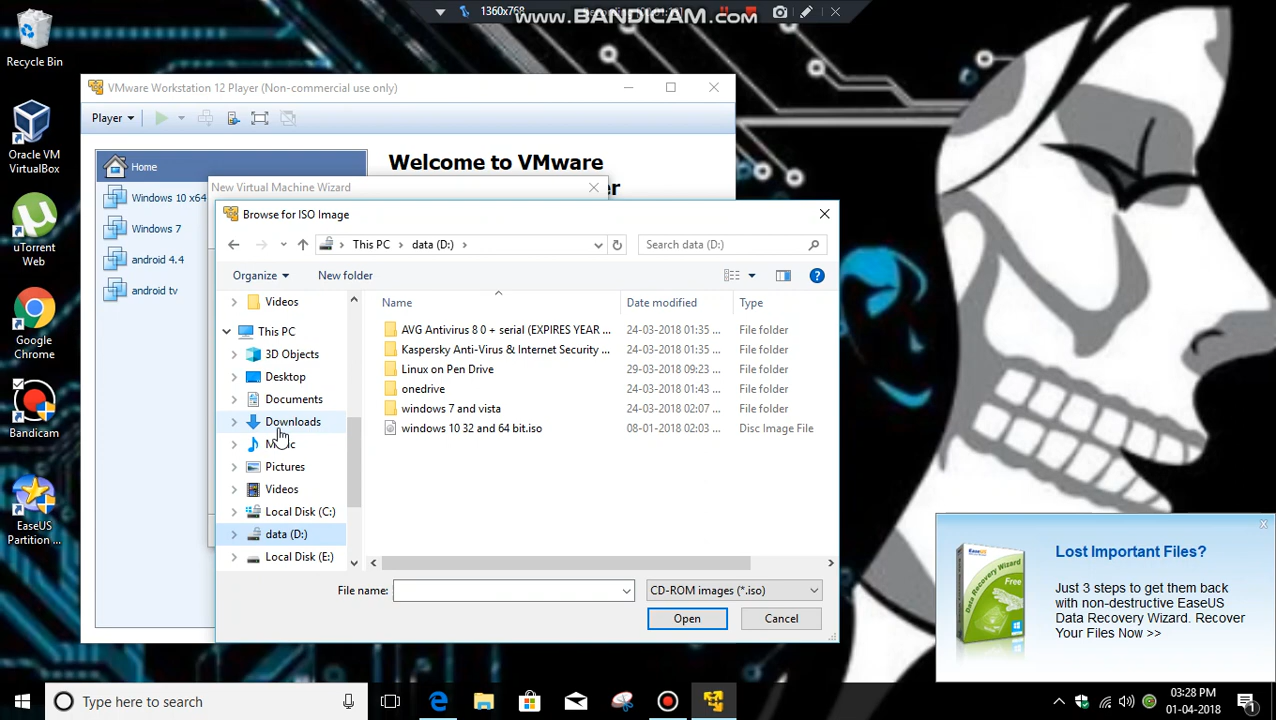 1360x768
www.BANDICAM.com
Recycle Bin
Oracle VM
VirtualBox
uTorrent
Web
Google
Chrome
Bandicam
EaseUS
Partition ...
VMware Workstation 12 Player (Non-commercial use only)
Player
Home
Windows 10 x64
Windows 7
android 4.4
android tv
Welcome to VMware
er
New Virtual Machine Wizard
Browse for ISO Image
This PC
data (D:)
Search data (D:)
Organize
New folder
Videos
This PC
3D Objects
Desktop
Documents
Downloads
Music
Pictures
Videos
Local Disk (C:)
data (D:)
Local Disk (E:)
Name Date modified Type
AVG Antivirus 8 0 + serial (EXPIRES YEAR ... 24-03-2018 01:35 ... File folder
Kaspersky Anti-Virus & Internet Security ... 24-03-2018 01:35 ... File folder
Linux on Pen Drive 29-03-2018 09:23 ... File folder
onedrive 24-03-2018 01:43 ... File folder
windows 7 and vista 24-03-2018 02:07 ... File folder
windows 10 32 and 64 bit.iso 08-01-2018 02:03 ... Disc Image File
File name:
CD-ROM images (*.iso)
Open
Cancel
Lost Important Files?
Just 3 steps to get them back
with non-destructive EaseUS
Data Recovery Wizard. Recover
Your Files Now >>
EaseUS
Data Recovery Wizard
Free
Type here to search
03:28 PM
01-04-2018
1